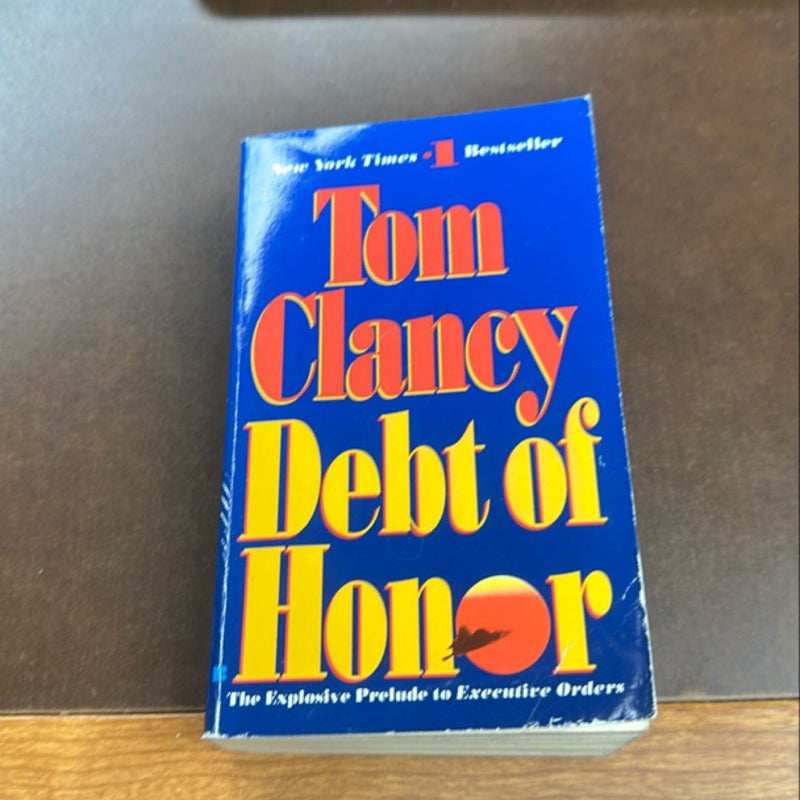 New York Times #1 Bestseller
Tom
Clancy
Debt of
Honor
The Explosive Prelude to Executive Orders